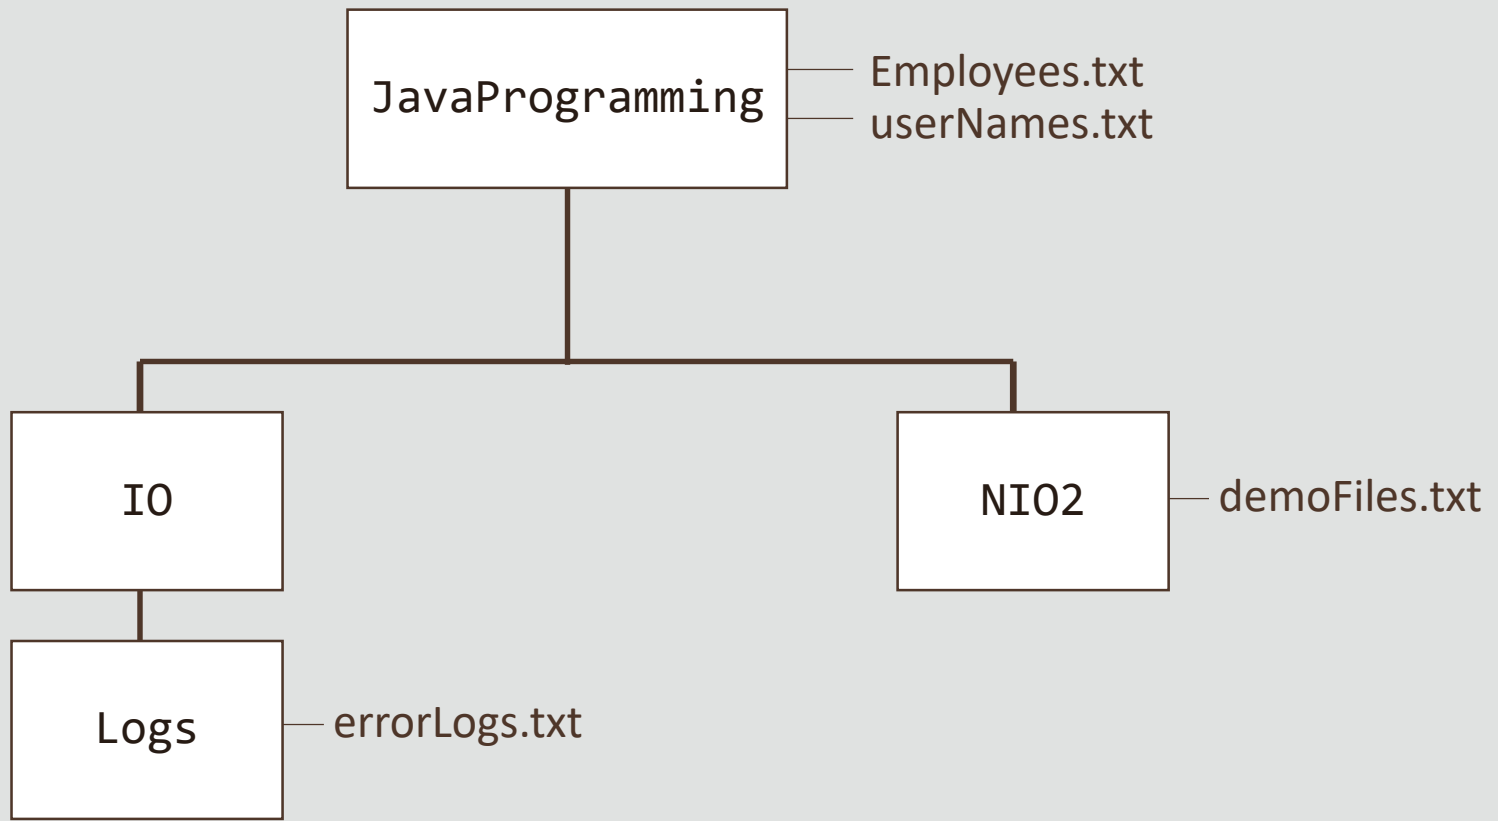 JavaProgramming
Employees.txt
userNames.txt
IO
NIO2
demoFiles.txt
Logs
errorLogs.txt